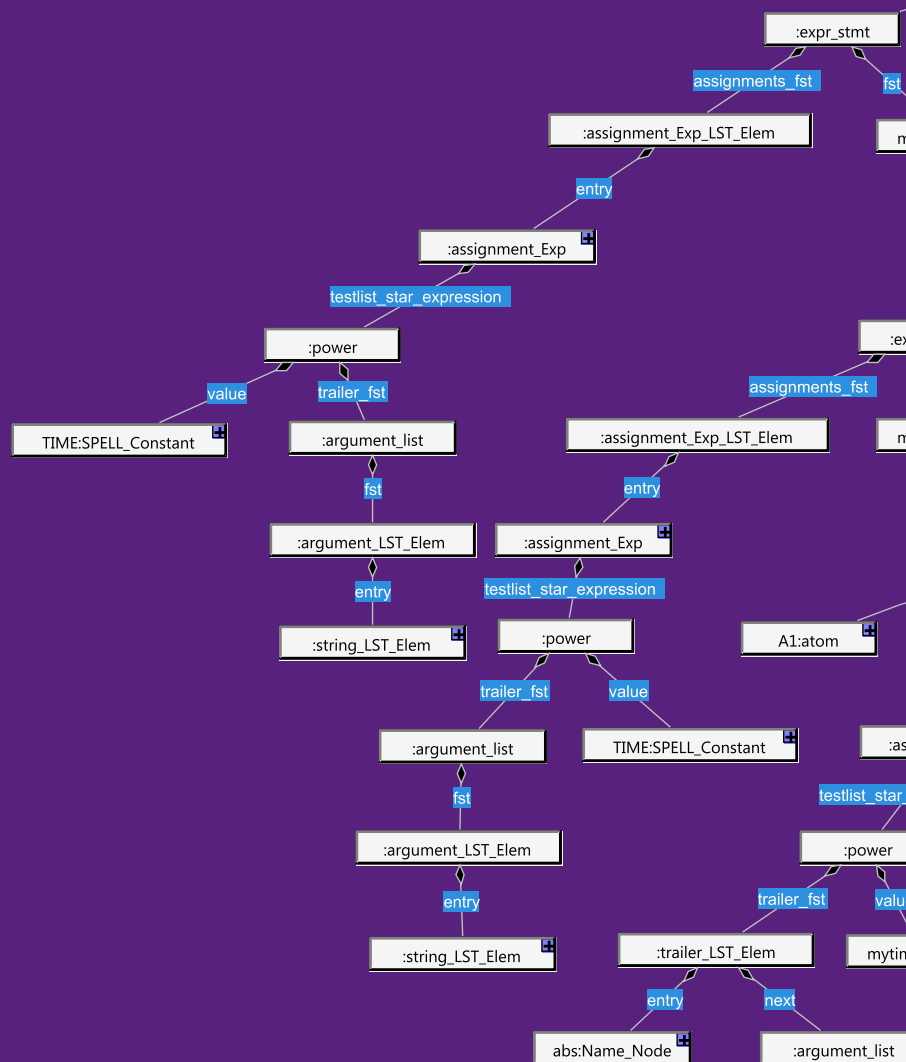 :expr_stmt
assignments_fst
fst
:assignment_Exp_LST_Elem
entry
:assignment_Exp
testlist_star_expression
:power
value
trailer_fst
assignments_fst
TIME:SPELL_Constant
:argument_list
:assignment_Exp_LST_Elem
fst
entry
:argument_LST_Elem
:assignment_Exp
entry
testlist_star_expression
:string_LST_Elem
:power
A1:atom
trailer_fst
value
:argument_list
TIME:SPELL_Constant
fst
testlist_star_
:argument_LST_Elem
:power
entry
trailer_fst
:string_LST_Elem
:trailer_LST_Elem
entry
next
abs:Name_Node
:argument_list